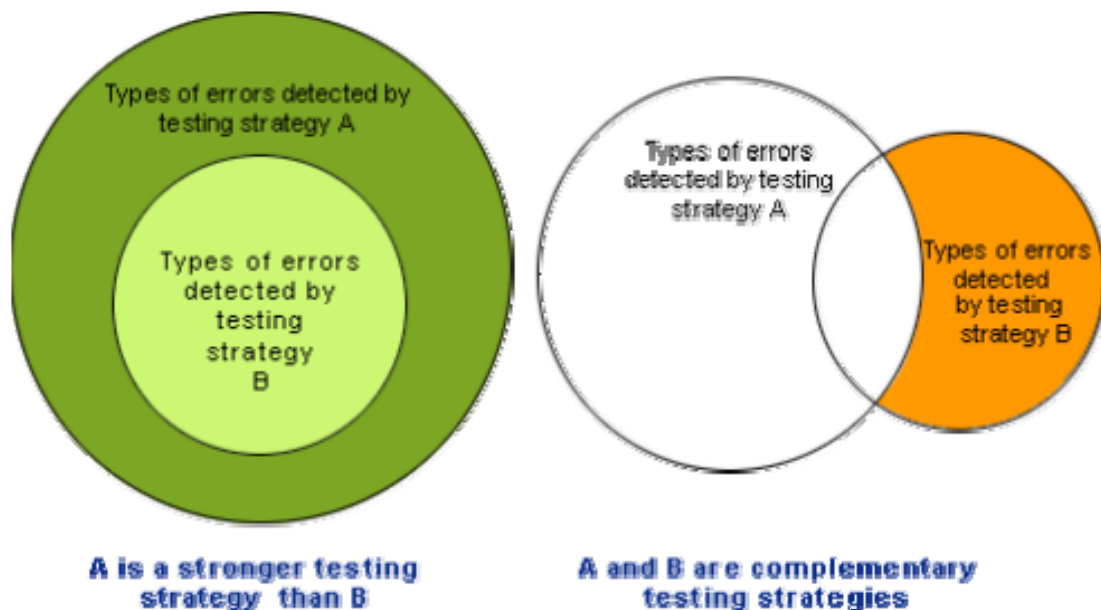 Types of errors detected by
testing strategy A
Types of errors
detected by
testing
strategy
B
A is a stronger testing
strategy than B
Types of errors
detected by testing
strategy A
Types of errors
detected
by testing
strategy B
A and B are complementary
testing strategies